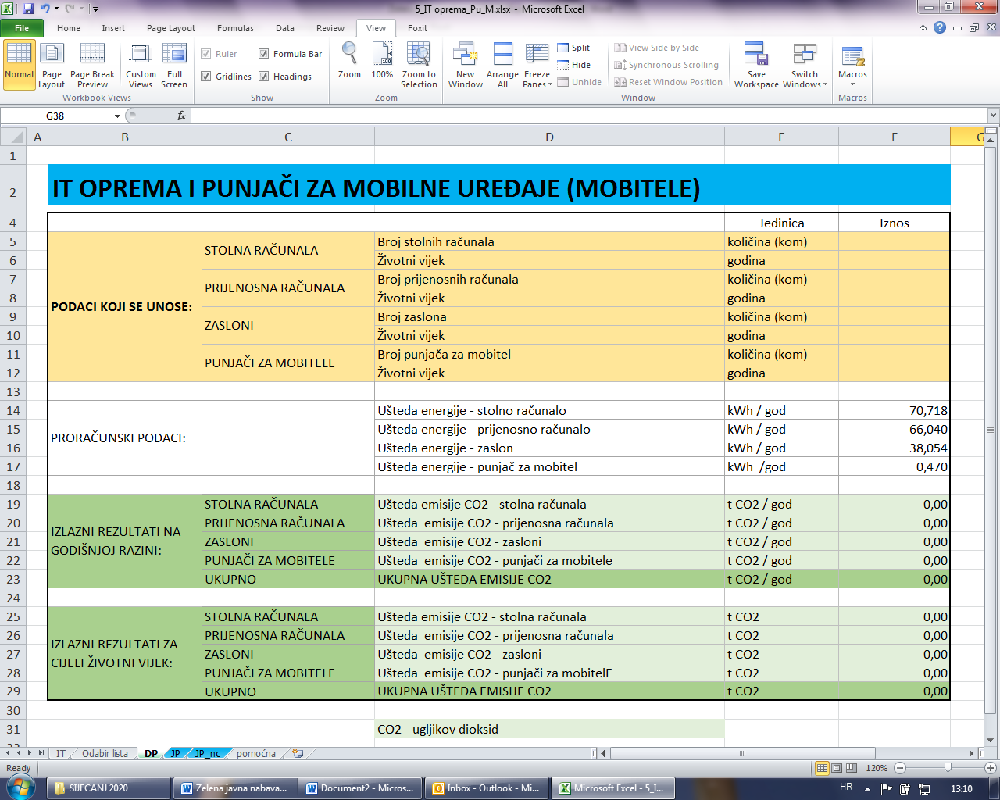 5_IT oprema_Pu_M.xlsx - Microsoft Excel
File Home Insert Page Layout Formulas Data Review View Foxit
Normal Page Layout Page Break Preview Custom Views Full Screen
Workbook Views
Ruler Formula Bar
Gridlines Headings
Show
Zoom 100% Zoom to Selection
Zoom
New Window Arrange All Freeze Panes
Split
Hide
Unhide
View Side by Side
Synchronous Scrolling
Reset Window Position
Window
Save Workspace Switch Windows
Macros
Macros
G38 fx
A B C D E F G
1
2 IT OPREMA I PUNJAČI ZA MOBILNE UREĐAJE (MOBITELE)
4 Jedinica Iznos
PODACI KOJI SE UNOSE:
STOLNA RAČUNALA
5 Broj stolnih računala količina (kom)
6 Životni vijek godina
PRIJENOSNA RAČUNALA
7 Broj prijenosnih računala količina (kom)
8 Životni vijek godina
ZASLONI
9 Broj zaslona količina (kom)
10 Životni vijek godina
PUNJAČI ZA MOBITELE
11 Broj punjača za mobitel količina (kom)
12 Životni vijek godina
13
PRORAČUNSKI PODACI:
14 Ušteda energije - stolno računalo kWh / god 70,718
15 Ušteda energije - prijenosno računalo kWh / god 66,040
16 Ušteda energije - zaslon kWh / god 38,054
17 Ušteda energije - punjač za mobitel kWh /god 0,470
18
IZLAZNI REZULTATI NA
GODIŠNJOJ RAZINI:
19 STOLNA RAČUNALA Ušteda emisije CO2 - stolna računala t CO2 / god 0,00
20 PRIJENOSNA RAČUNALA Ušteda emisije CO2 - prijenosna računala t CO2 / god 0,00
21 ZASLONI Ušteda emisije CO2 - zasloni t CO2 / god 0,00
22 PUNJAČI ZA MOBITELE Ušteda emisije CO2 - punjači za mobitele t CO2 / god 0,00
23 UKUPNO UKUPNA UŠTEDA EMISIJE CO2 t CO2 / god 0,00
24
IZLAZNI REZULTATI ZA
CIJELI ŽIVOTNI VIJEK:
25 STOLNA RAČUNALA Ušteda emisije CO2 - stolna računala t CO2 0,00
26 PRIJENOSNA RAČUNALA Ušteda emisije CO2 - prijenosna računala t CO2 0,00
27 ZASLONI Ušteda emisije CO2 - zasloni t CO2 0,00
28 PUNJAČI ZA MOBITELE Ušteda emisije CO2 - punjači za mobitelE t CO2 0,00
29 UKUPNO UKUPNA UŠTEDA EMISIJE CO2 t CO2 0,00
30
31 CO2 - ugljikov dioksid
IT Odabir lista DP JP JP_nc pomoćna
Ready 120%
SIJECANJ 2020 Zelena javna nabava... Document2 - Micros... Inbox - Outlook - Mi... Microsoft Excel - 5_I... HR 13:10